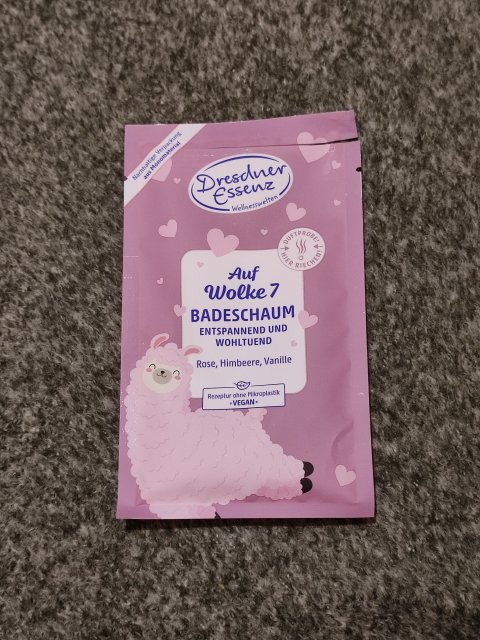 Nachhaltige Verpackung
aus Monomaterial
Dresdner
Essenz
Wellnesswelten
DUFTPROBE!
HIER RIECHEN!
Auf
Wolke 7
BADESCHAUM
ENTSPANNEND UND
WOHLTUEND
Rose, Himbeere, Vanille
Rezeptur ohne Mikroplastik
•VEGAN•